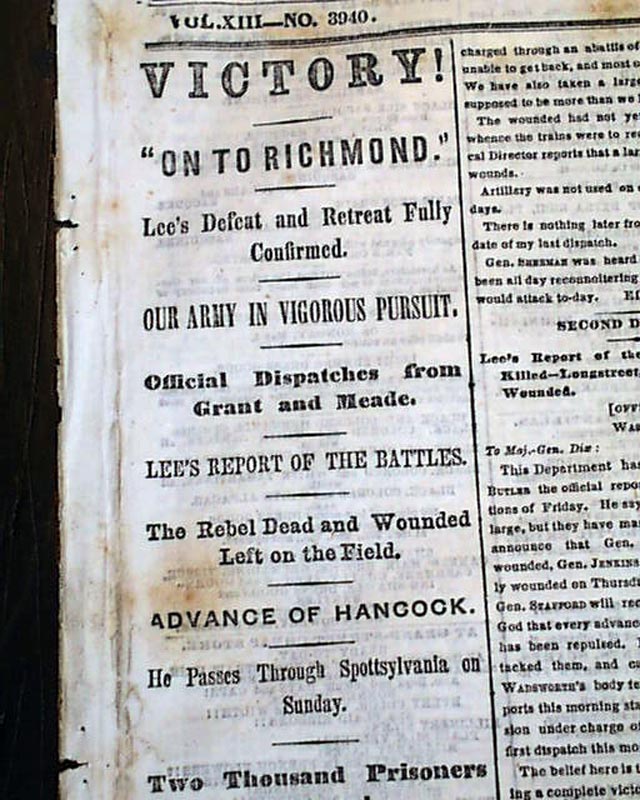 VOL. XIII—NO. 3940.
VICTORY!
"ON TO RICHMOND."
Lee's Defeat and Retreat Fully
Confirmed.
OUR ARMY IN VIGOROUS PURSUIT.
Official Dispatches from
Grant and Meade.
LEE'S REPORT OF THE BATTLES.
The Rebel Dead and Wounded
Left on the Field.
ADVANCE OF HANCOCK.
He Passes Through Spottsylvania on
Sunday.
Two Thousand Prisoners
charged through an abattis of
unable to get back, and most o
We have also taken a large
supposed to be more than we l
The wounded had not ye
whence the trains were to re
cal Director reports that a lar
wounds.
Artillery was not used on
days.
There is nothing later fro
date of my last dispatch.
Gen. SHERMAN was heard
been all day reconnoitering
would attack to-day.
SECOND D
Lee's Report of the
Killed—Longstreet,
Wounded.
[OFF
WAS
To Maj.-Gen. Dix:
This Department has
BUTLER the official repor
tions of Friday. He say
large, but they have ma
announce that Gen.
wounded, Gen. JENKINS
ly wounded on Thursda
Gen. STAFFORD will rec
God that every advance
has been repulsed. I
tacked them, and ca
WADSWORTH'S body te
ports this morning sta
sion under charge of
first dispatch this mo
The belief here is t
ing a complete victo